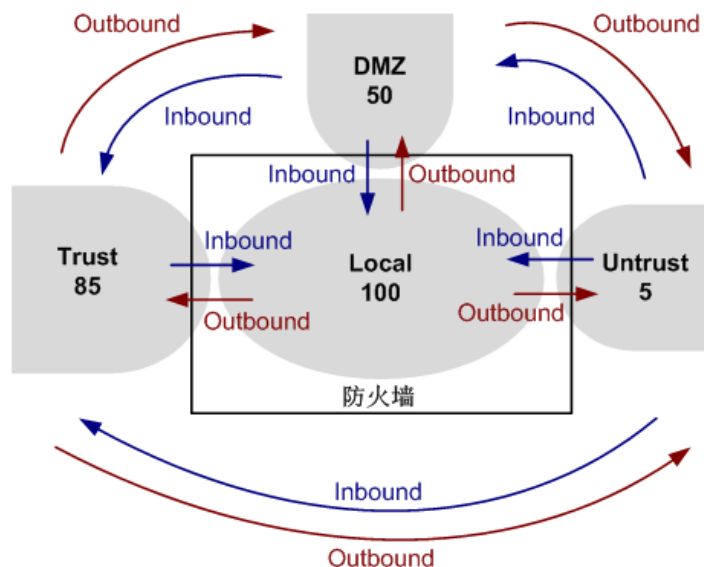 Outbound
Outbound
DMZ
50
Inbound
Inbound
Inbound
Outbound
Trust
85
Inbound
Local
100
Inbound
Untrust
5
Outbound
Outbound
防火墙
Inbound
Outbound